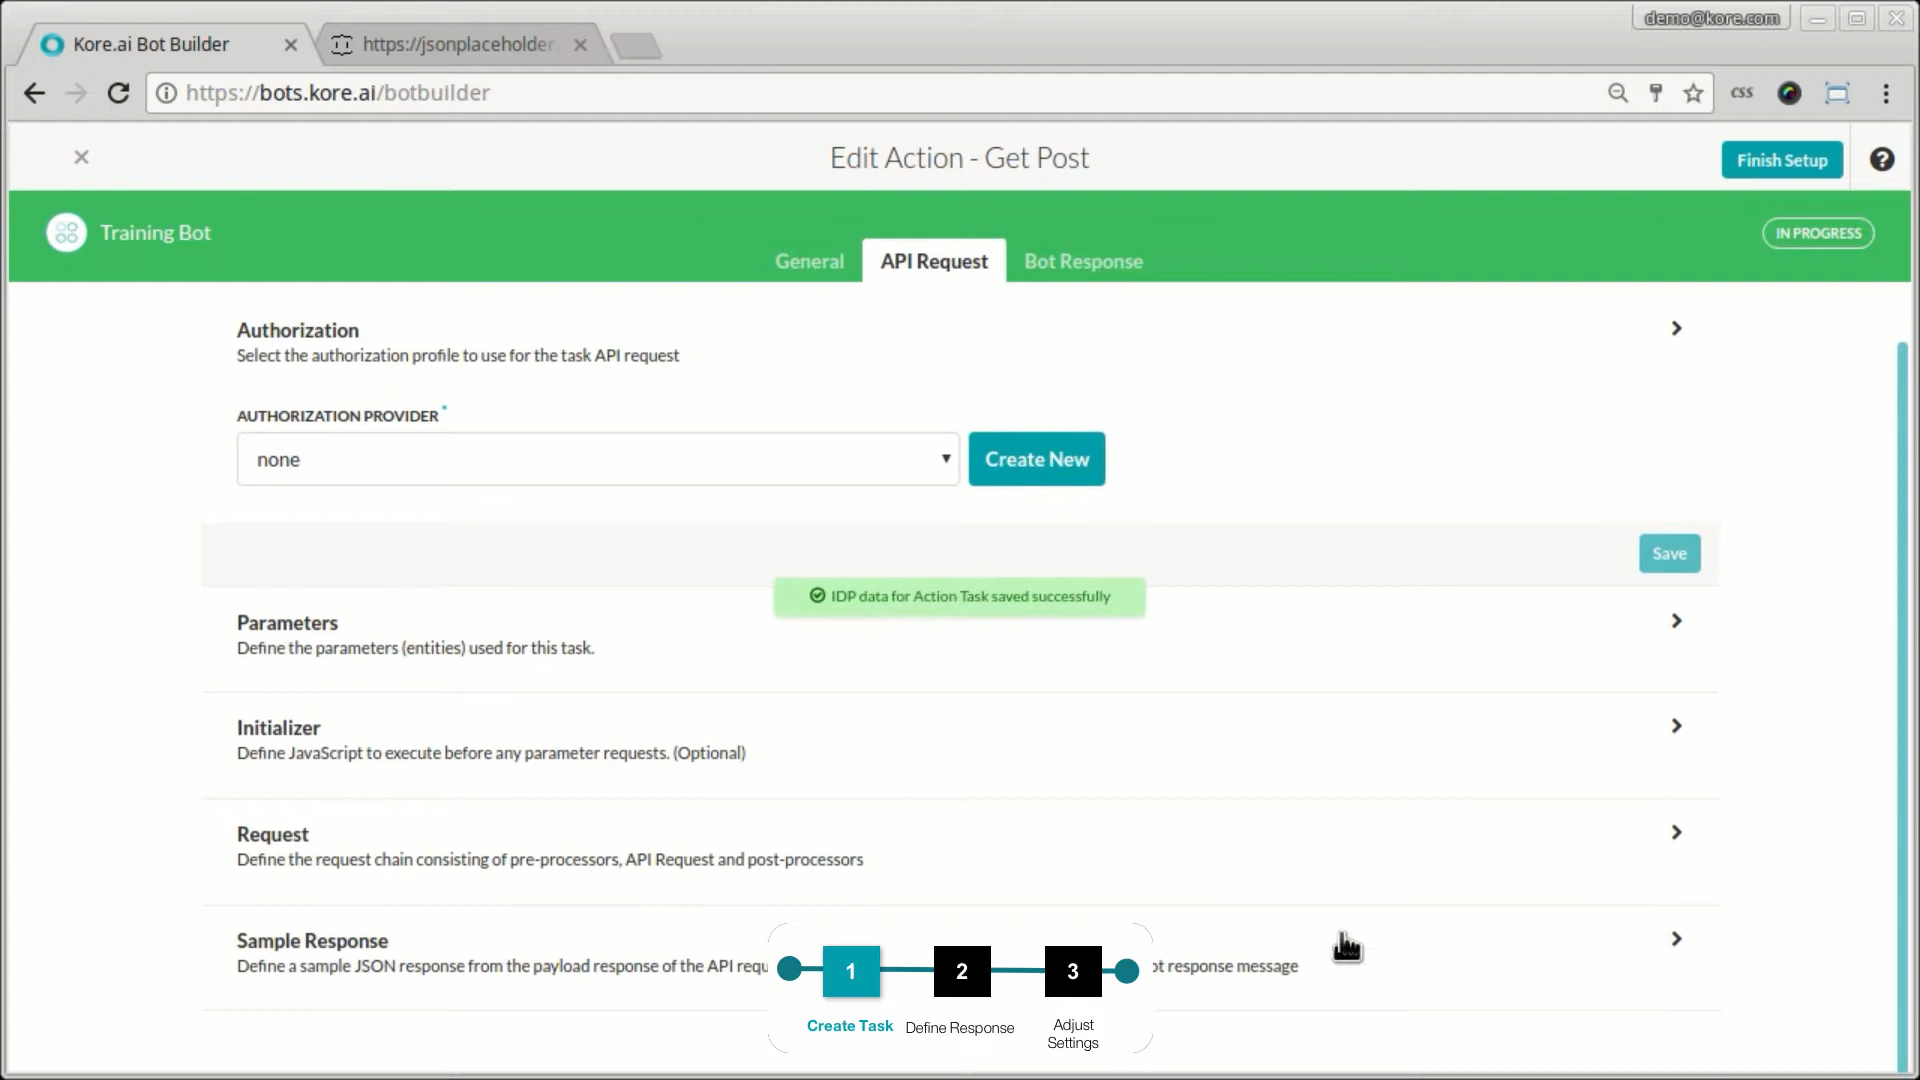 demo@kore.com
Kore.ai Bot Builder
https://jsonplaceholder.
https://bots.kore.ai/botbuilder
CSS
Edit Action - Get Post
Finish Setup
?
Training Bot
IN PROGRESS
General
API Request
Bot Response
Authorization
Select the authorization profile to use for the task API request
AUTHORIZATION PROVIDER *
none
Create New
Save
IDP data for Action Task saved successfully
Parameters
Define the parameters (entities) used for this task.
Initializer
Define JavaScript to execute before any parameter requests. (Optional)
Request
Define the request chain consisting of pre-processors, API Request and post-processors
Sample Response
Define a sample JSON response from the payload response of the API requ
ot response message
1
2
3
Create Task
Define Response
Adjust
Settings